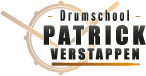 - Drumschool -
PATRICK
VERSTAPPEN